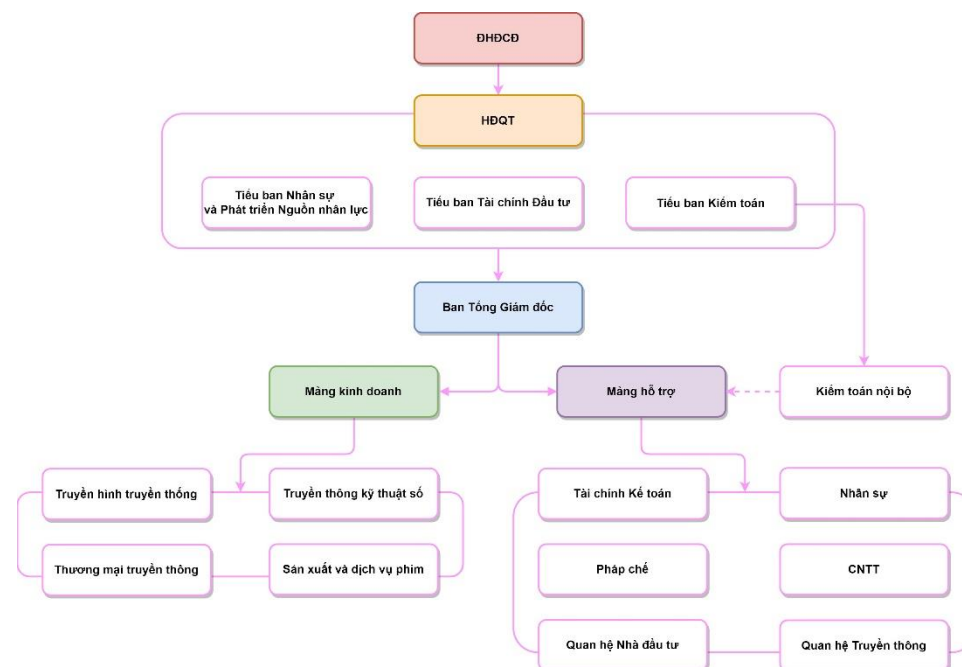 ĐHĐCĐ
HĐQT
Tiểu ban Nhân sự
và Phát triển Nguồn nhân lực
Tiểu ban Tài chính Đầu tư
Tiểu ban Kiểm toán
Ban Tổng Giám đốc
Mảng kinh doanh
Mảng hỗ trợ
Kiểm toán nội bộ
Truyền hình truyền thống
Truyền thông kỹ thuật số
Tài chính Kế toán
Nhân sự
Thương mại truyền thông
Sản xuất và dịch vụ phim
Pháp chế
CNTT
Quan hệ Nhà đầu tư
Quan hệ Truyền thông